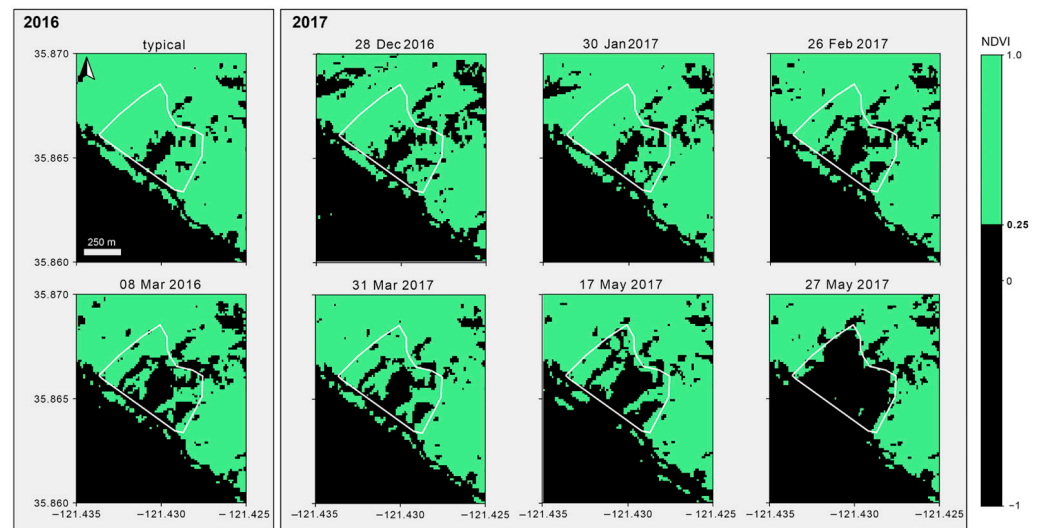 2016
2017
typical
28 Dec 2016
30 Jan2017
26 Feb 2017
NDVI
35.870
35.865
35.860
250 m
1.0
0.25
0
−1
08 Mar 2016
31 Mar 2017
17 May 2017
27 May 2017
35.870
35.865
35.860
−121.435 −121.430 −121.425
−121.435 −121.430 −121.425
−121.435 −121.430 −121.425
−121.435 −121.430 −121.425